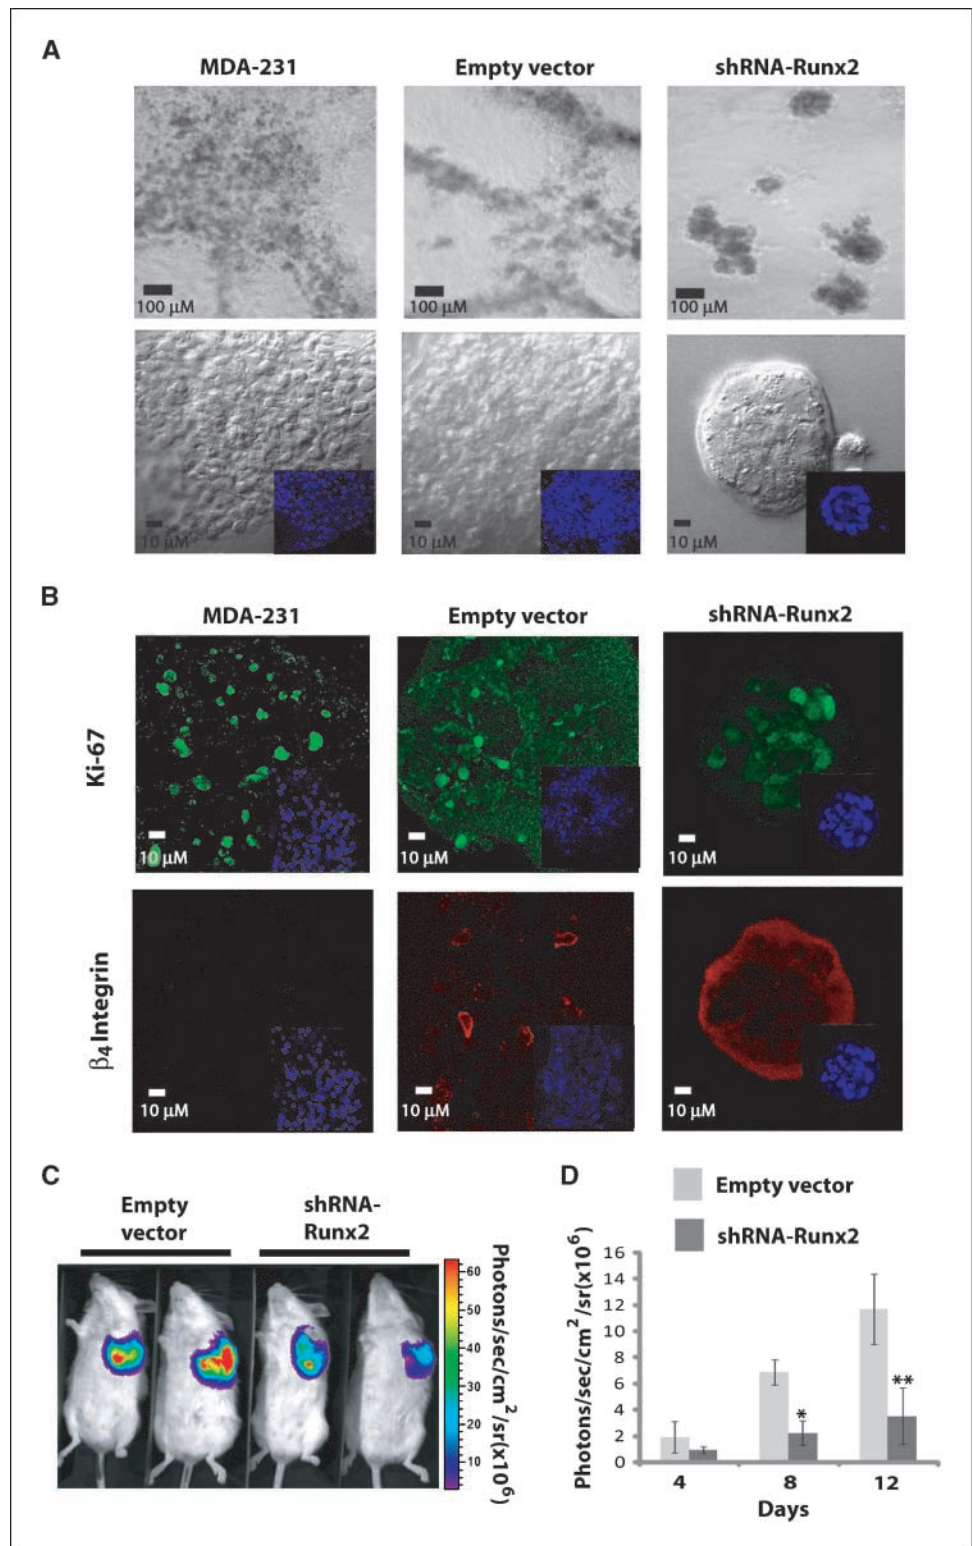 A
MDA-231
Empty vector
shRNA-Runx2
100 µM
100 µM
100 µM
10 µM
10 µM
10 µM
B
MDA-231
Empty vector
shRNA-Runx2
Ki-67
10 µM
10 µM
10 µM
β4 Integrin
10 µM
10 µM
10 µM
C
Empty
vector
shRNA-
Runx2
Photons/sec/cm²/sr(x10⁶)
60
50
40
30
20
10
D
Empty vector
shRNA-Runx2
Photons/sec/cm²/sr(x10⁶)
16
14
12
10
8
6
4
2
0
*
**
4
8
12
Days